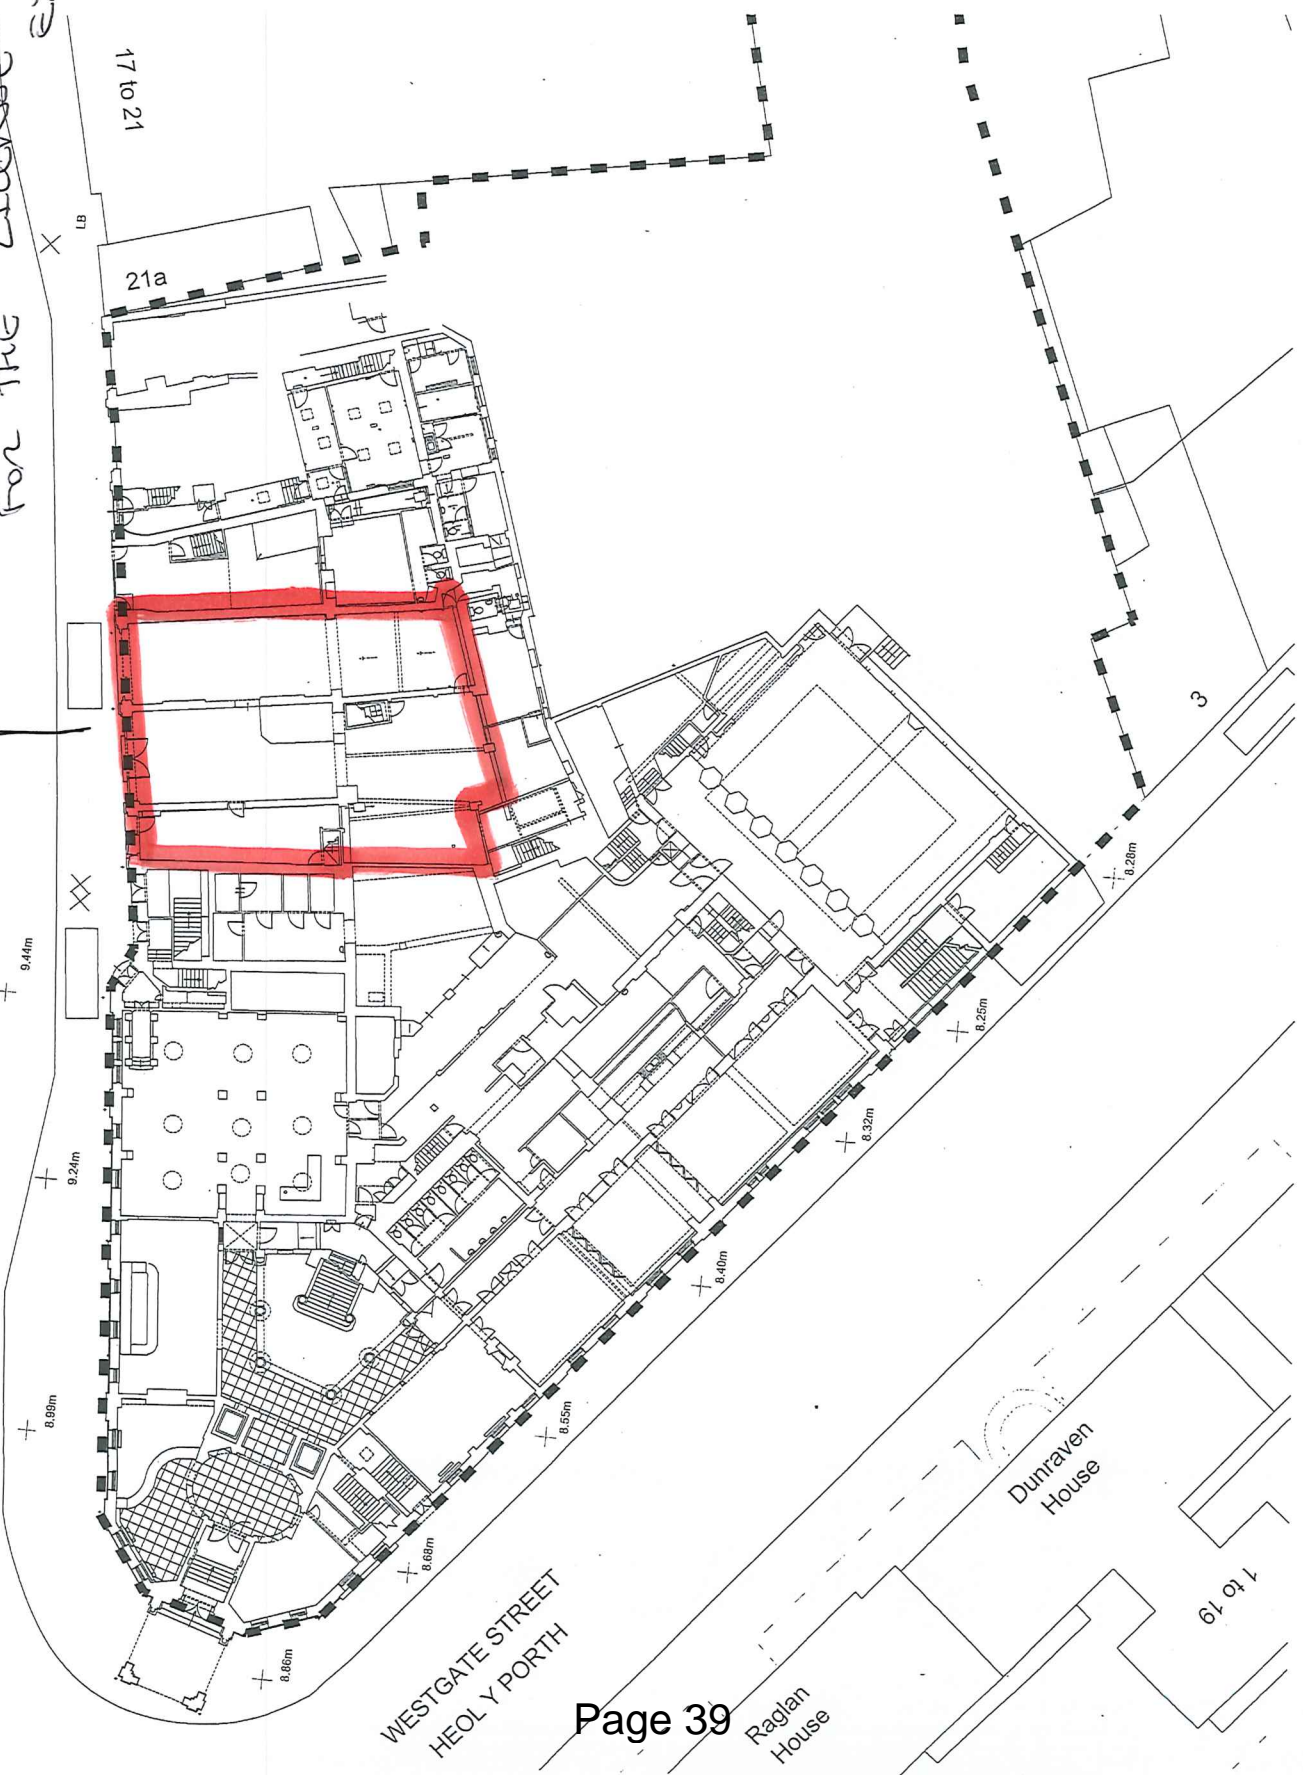 FOR THE
17 to 21
LB
21a
3
9.44m
8.28m
8.25m
9.24m
8.32m
8.40m
8.99m
8.55m
8.68m
8.86m
Dunraven
House
1 to 19
WESTGATE STREET
HEOL Y PORTH
Raglan
House
Page 39